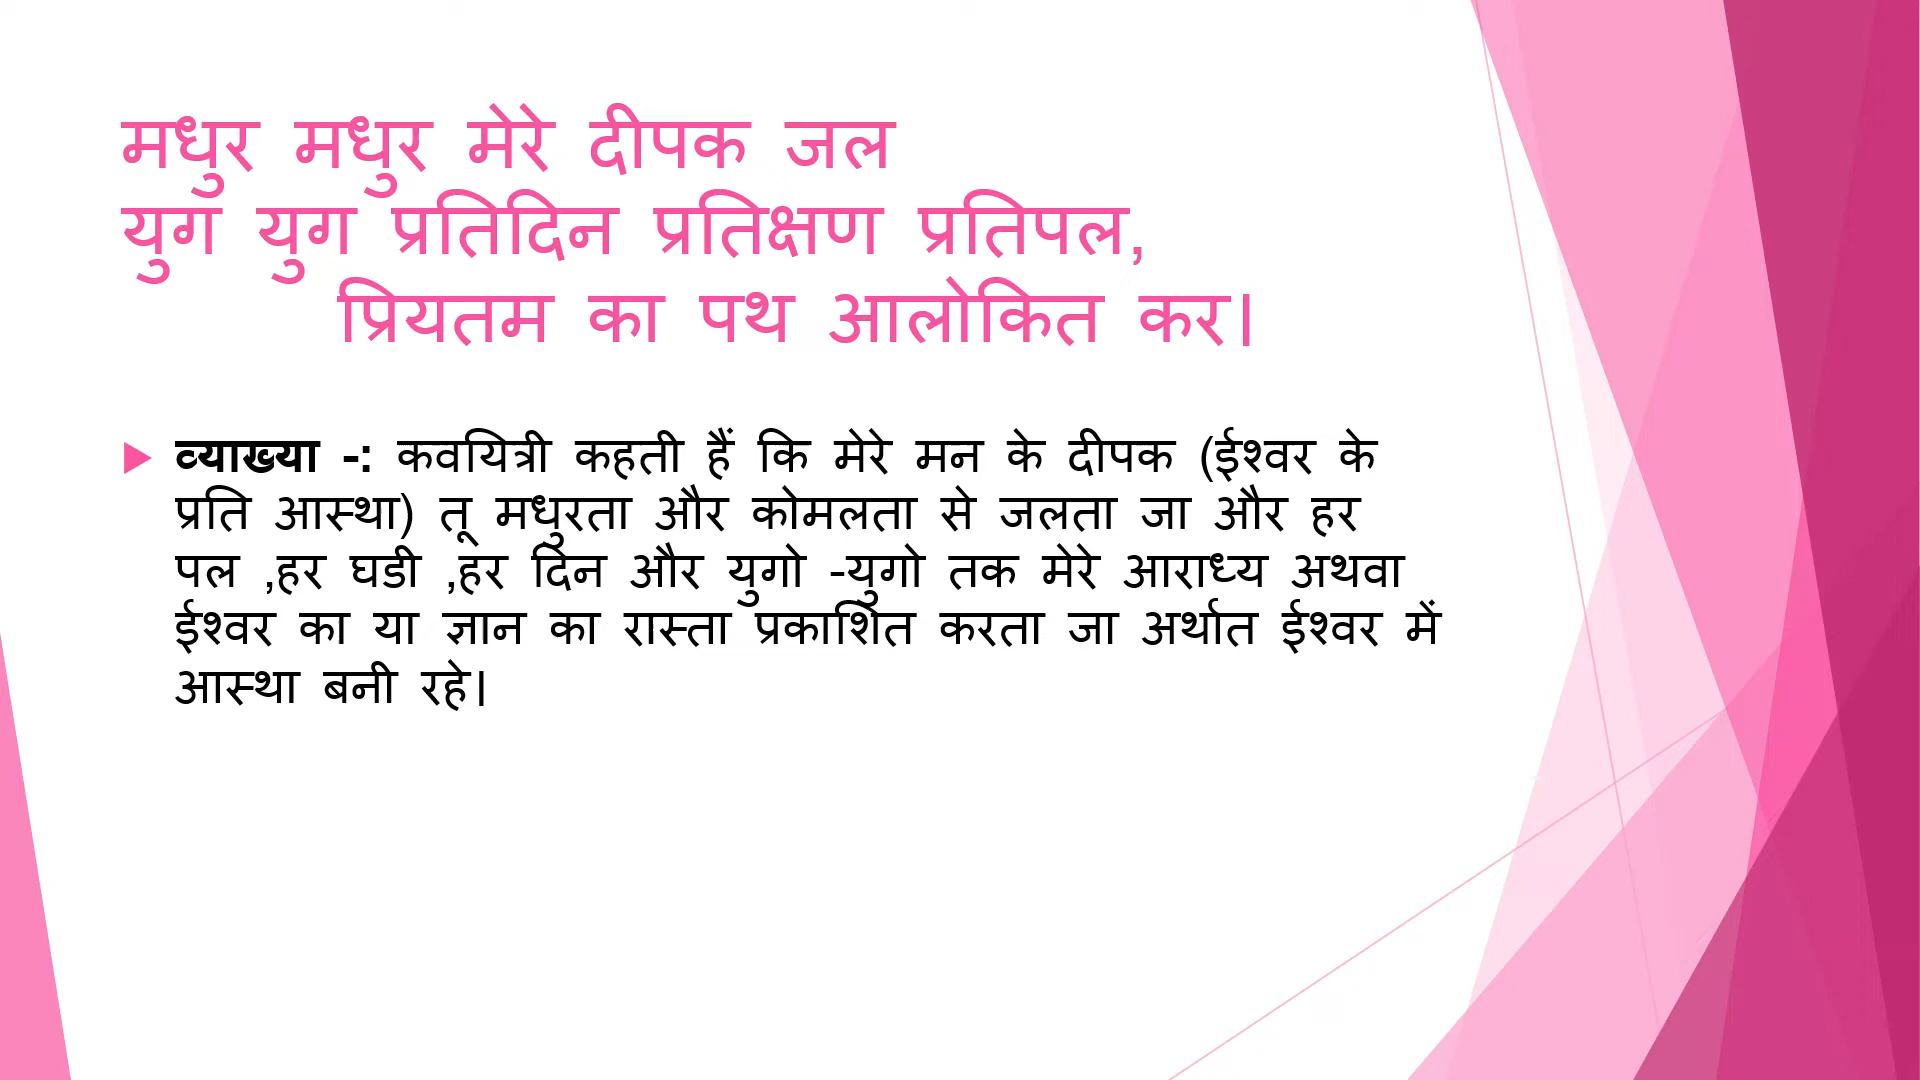 मधुर मधुर मेरे दीपक जल
युग युग प्रतिदिन प्रतिक्षण प्रतिपल,
प्रियतम का पथ आलोकित कर।
व्याख्या -: कवयित्री कहती हैं कि मेरे मन के दीपक (ईश्वर के
प्रति आस्था) तू मधुरता और कोमलता से जलता जा और हर
पल ,हर घडी ,हर दिन और युगो -युगो तक मेरे आराध्य अथवा
ईश्वर का या ज्ञान का रास्ता प्रकाशित करता जा अर्थात ईश्वर में
आस्था बनी रहे।